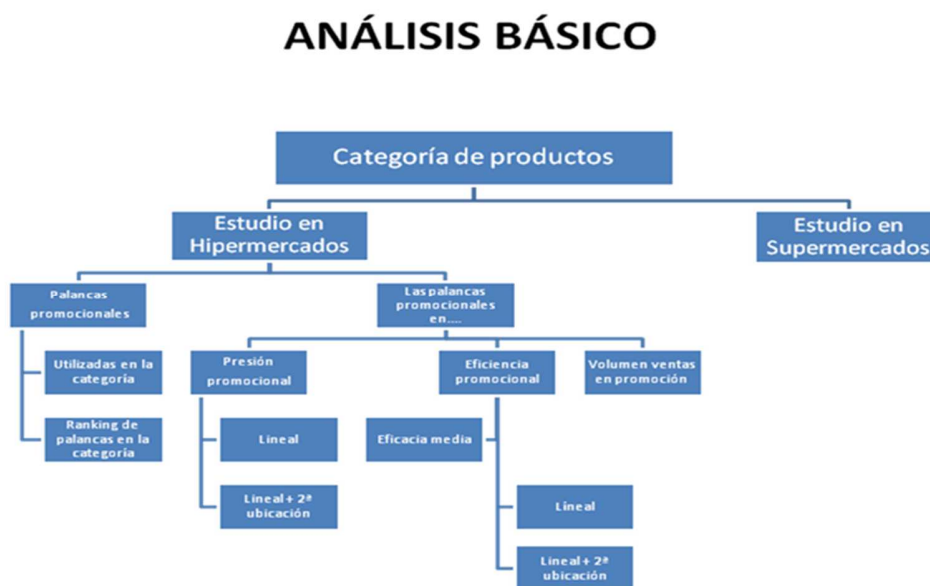 ANÁLISIS BÁSICO
Categoría de productos
Estudio en
Hipermercados
Estudio en
Supermercados
Palancas
promocionales
Las palancas
promocionales
en....
Utilizadas en la
categoría
Presión
promocional
Eficiencia
promocional
Volumen ventas
en promoción
Ranking de
palancas en la
categoría
Lineal
Eficacia media
Lineal + 2ª
ubicación
Líneal
Lineal + 2ª
ubicación